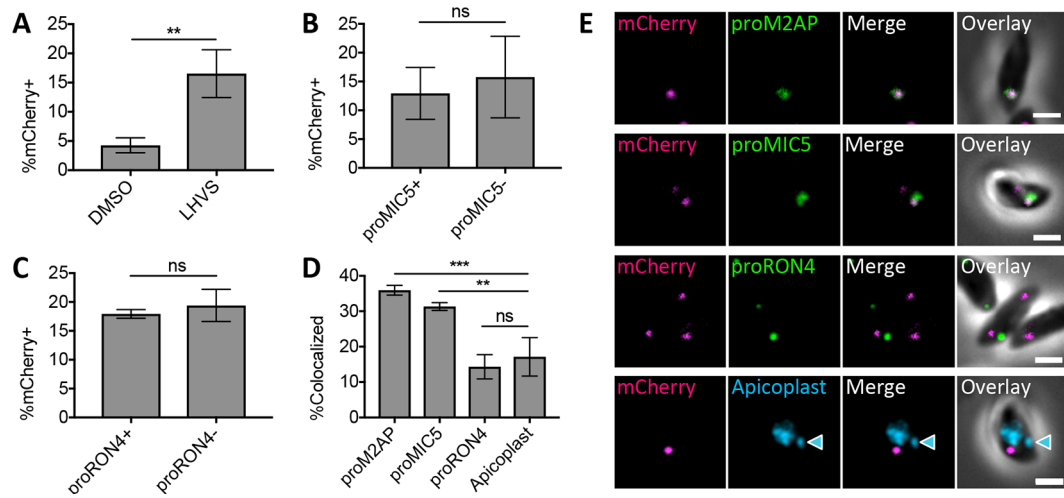 A
%mCherry+
25
20
15
10
5
0
**
DMSO
LHVS
B
%mCherry+
25
20
15
10
5
0
ns
proMIC5+
proMIC5-
C
%mCherry+
25
20
15
10
5
0
ns
proRON4+
proRON4-
D
%Colocalized
40
30
20
10
0
***
**
ns
proM2AP
proMIC5
proRON4
Apicoplast
E
mCherry proM2AP Merge Overlay
mCherry proMIC5 Merge Overlay
mCherry proRON4 Merge Overlay
mCherry Apicoplast Merge Overlay